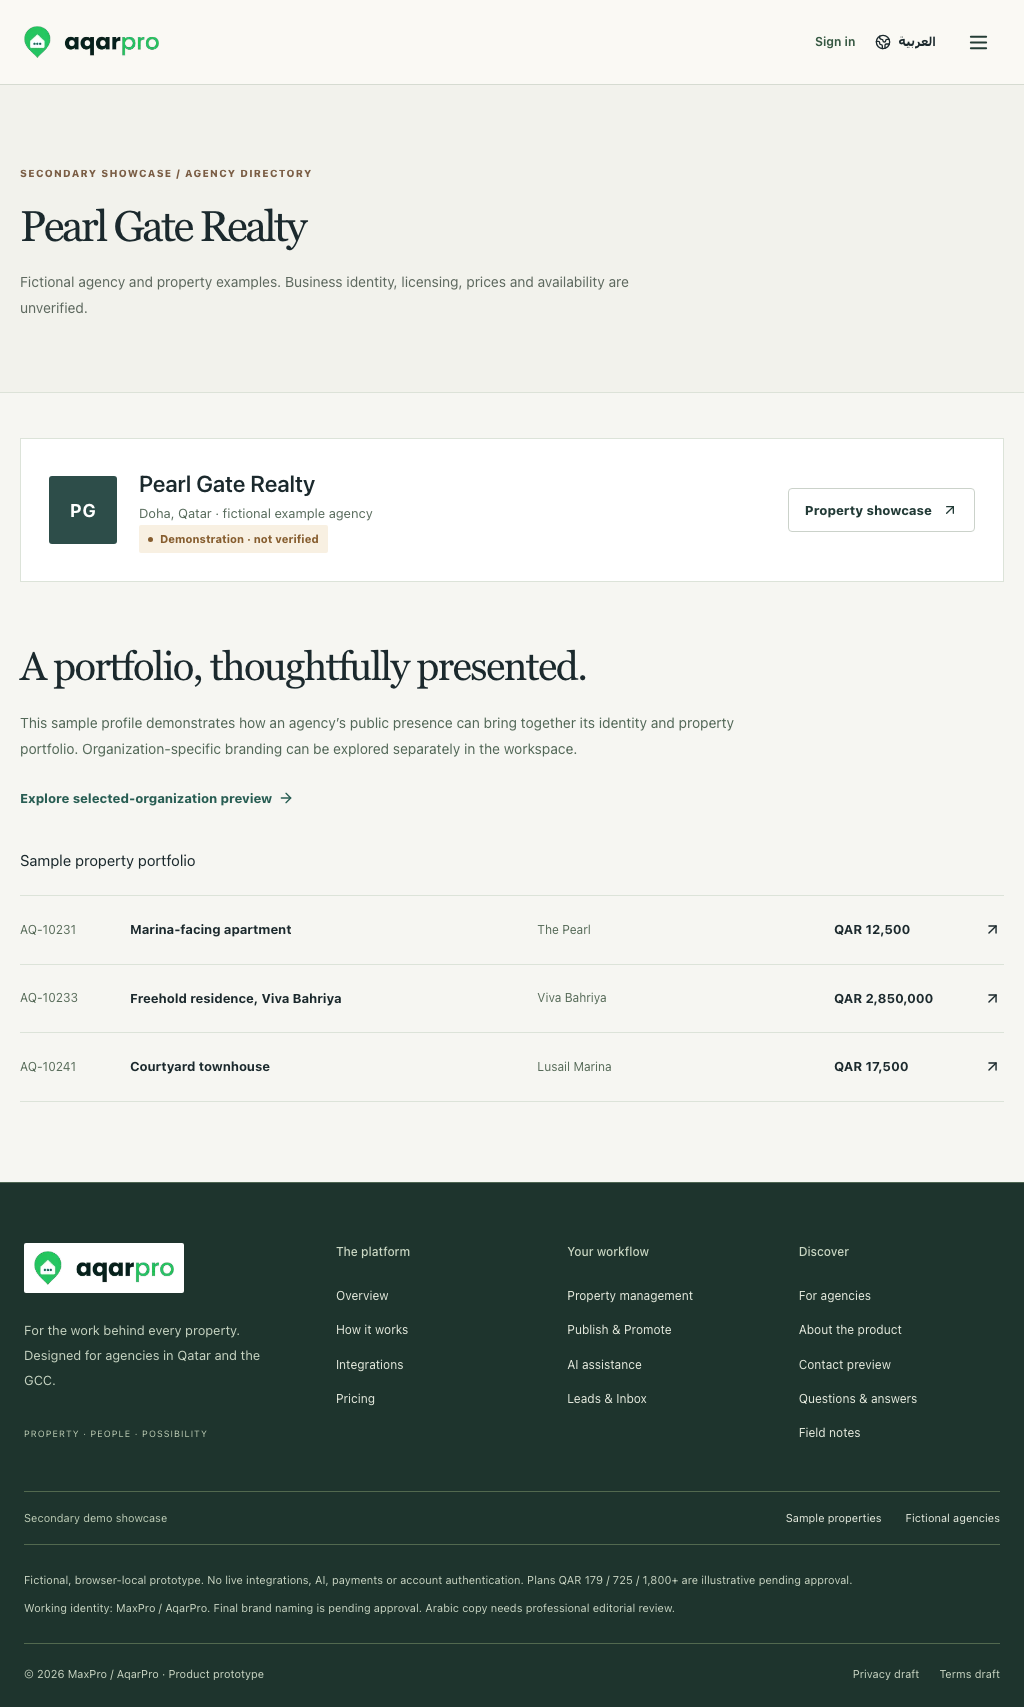 aqarpro
Sign in
العربية
SECONDARY SHOWCASE / AGENCY DIRECTORY
Pearl Gate Realty
Fictional agency and property examples. Business identity, licensing, prices and availability are
unverified.
PG
Pearl Gate Realty
Doha, Qatar · fictional example agency
Demonstration · not verified
Property showcase
A portfolio, thoughtfully presented.
This sample profile demonstrates how an agency’s public presence can bring together its identity and property
portfolio. Organization-specific branding can be explored separately in the workspace.
Explore selected-organization preview
Sample property portfolio
AQ-10231 Marina-facing apartment The Pearl QAR 12,500
AQ-10233 Freehold residence, Viva Bahriya Viva Bahriya QAR 2,850,000
AQ-10241 Courtyard townhouse Lusail Marina QAR 17,500
aqarpro
For the work behind every property.
Designed for agencies in Qatar and the
GCC.
PROPERTY · PEOPLE · POSSIBILITY
The platform
Overview
How it works
Integrations
Pricing
Your workflow
Property management
Publish & Promote
AI assistance
Leads & Inbox
Discover
For agencies
About the product
Contact preview
Questions & answers
Field notes
Secondary demo showcase
Sample properties
Fictional agencies
Fictional, browser-local prototype. No live integrations, AI, payments or account authentication. Plans QAR 179 / 725 / 1,800+ are illustrative pending approval.
Working identity: MaxPro / AqarPro. Final brand naming is pending approval. Arabic copy needs professional editorial review.
© 2026 MaxPro / AqarPro · Product prototype
Privacy draft
Terms draft